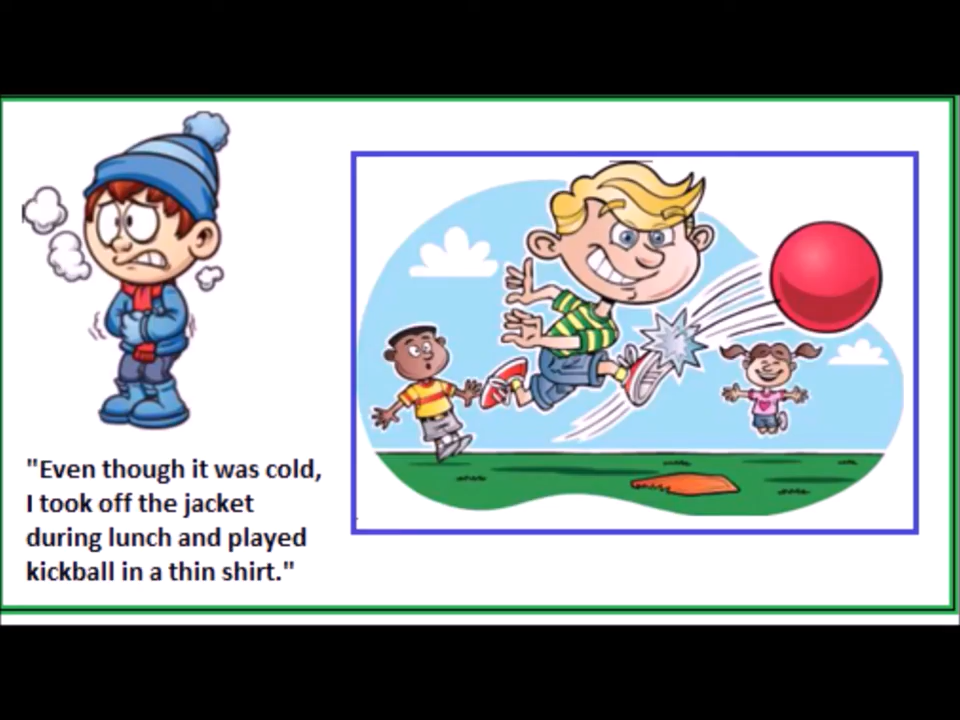 "Even though it was cold,
I took off the jacket
during lunch and played
kickball in a thin shirt."